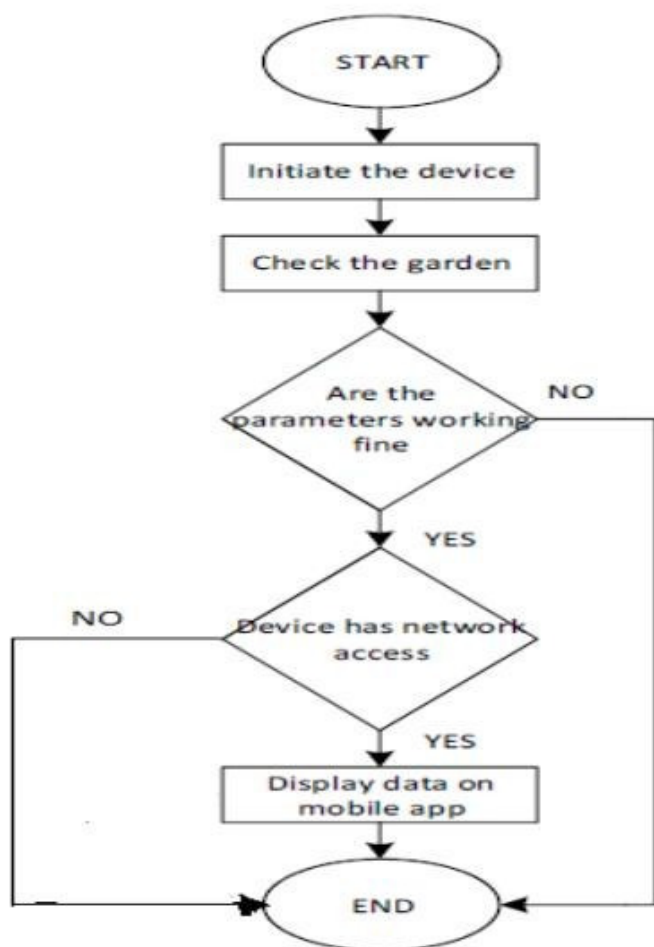 START
Initiate the device
Check the garden
Are the
parameters working
fine
NO
YES
NO
Device has network
access
YES
Display data on
mobile app
END